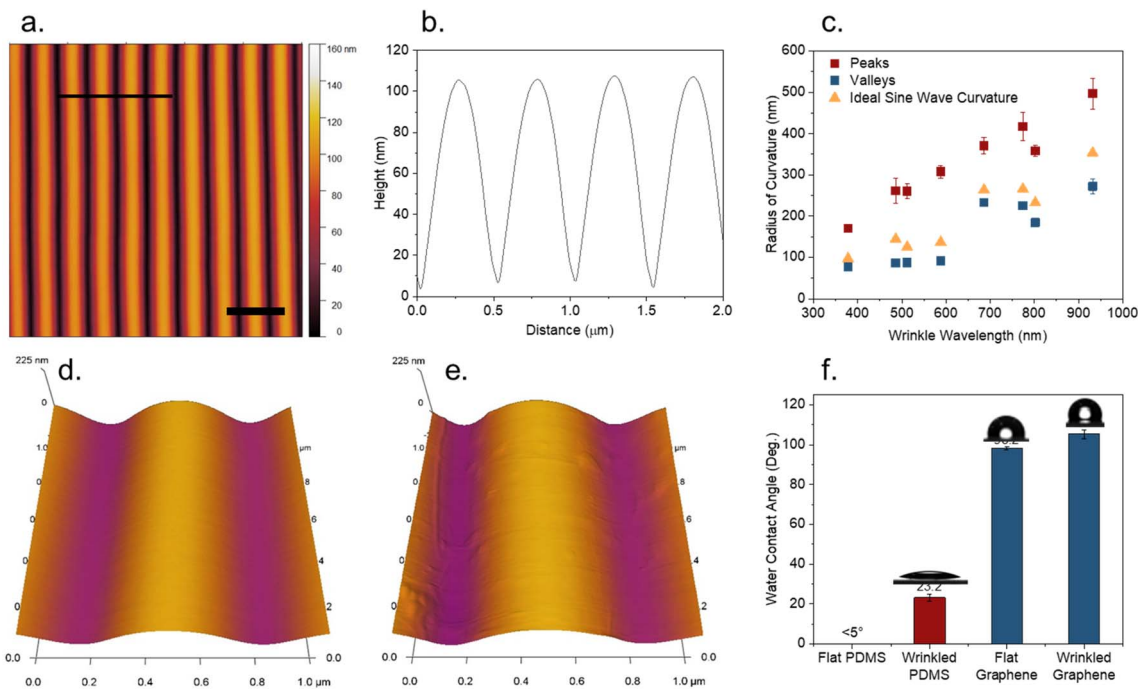 a.
160 nm
140
120
100
80
60
40
20
0
b.
120
100
80
60
40
20
0
Height (nm)
0.0 0.5 1.0 1.5 2.0
Distance (μm)
c.
600
500
400
300
200
100
0
Radius of Curvature (nm)
Peaks
Valleys
Ideal Sine Wave Curvature
300 400 500 600 700 800 900 1000
Wrinkle Wavelength (nm)
d.
225 nm
0
1.0 μm
0 8
0 6
0 4
0 2
0.0 0.0
0.0 0.2 0.4 0.6 0.8 1.0 μm
e.
225 nm
0
1.0 μm
0 8
0 6
0 4
0 2
0.0 0.0
0.0 0.2 0.4 0.6 0.8 1.0 μm
f.
120
100
80
60
40
20
0
Water Contact Angle (Deg.)
<5°
23.2
Flat PDMS
Wrinkled PDMS
Flat Graphene
Wrinkled Graphene